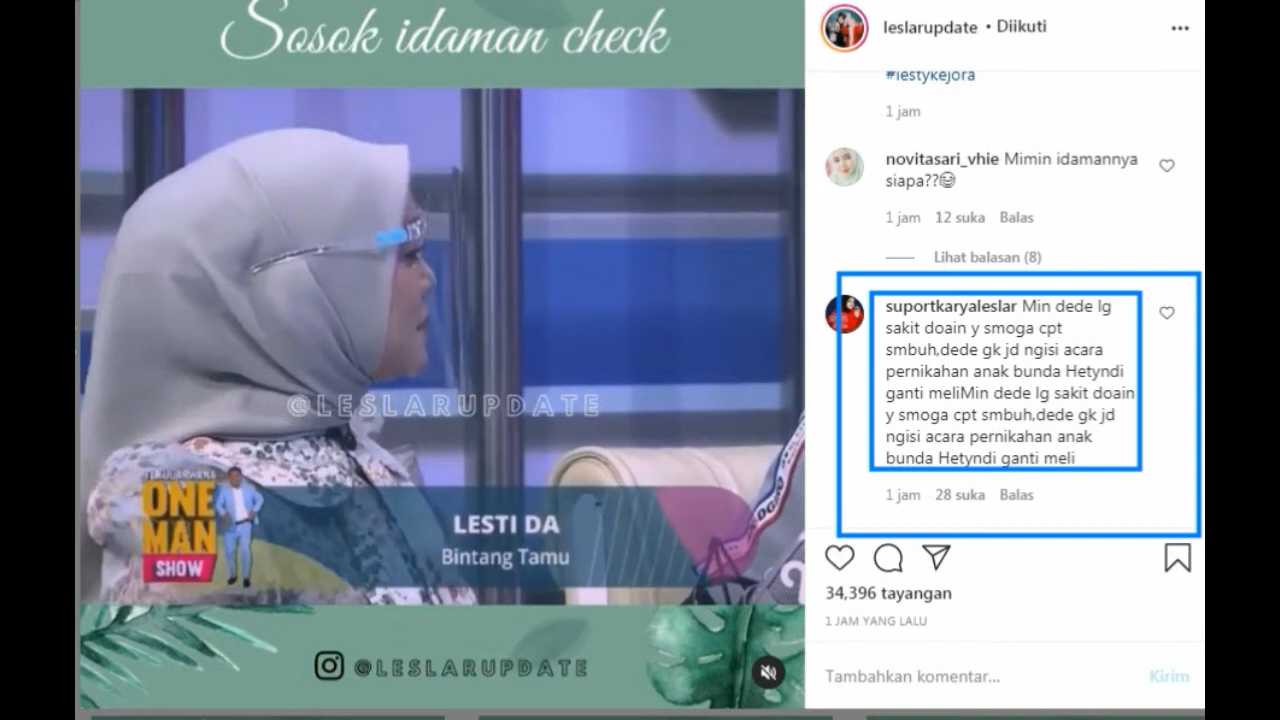 Sosok idaman check
@LESLARUPDATE
ONE
MAN
SHOW
LESTI DA
Bintang Tamu
@LESLARUPDATE
leslarupdate • Diikuti
#lestykejora
1 jam
novitasari_vhie Mimin idamannya
siapa??
1 jam 12 suka Balas
Lihat balasan (8)
suportkaryaleslar Min dede lg
sakit doain y smoga cpt
smbuh,dede gk jd ngisi acara
pernikahan anak bunda Hetyndi
ganti meliMin dede lg sakit doain
y smoga cpt smbuh,dede gk jd
ngisi acara pernikahan anak
bunda Hetyndi ganti meli
1 jam 28 suka Balas
34,396 tayangan
1 JAM YANG LALU
Tambahkan komentar...
Kirim